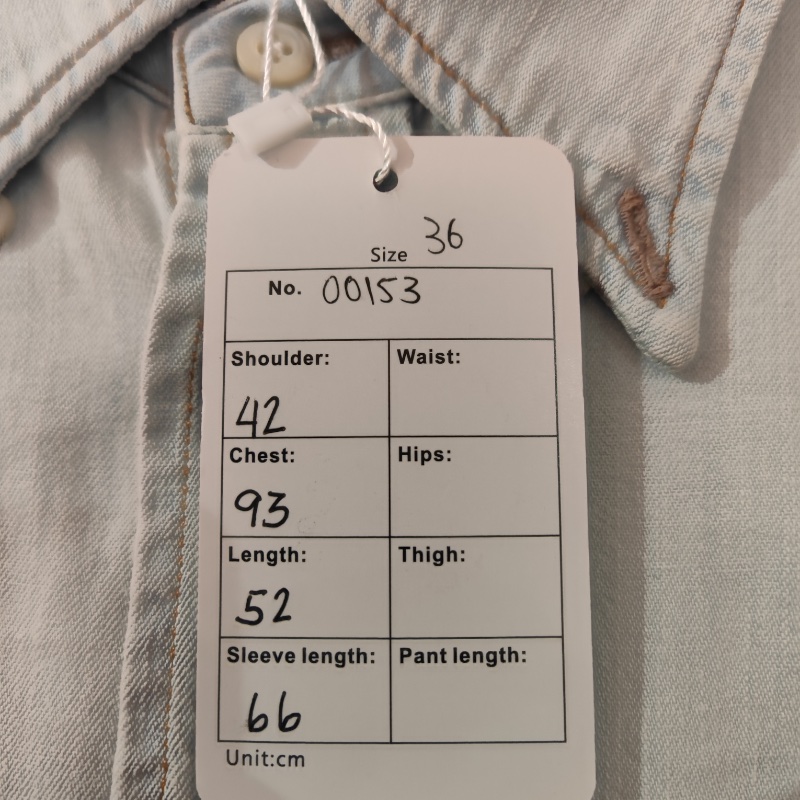 Size 36
No. 00153
Shoulder: Waist:
42
Chest: Hips:
93
Length: Thigh:
52
Sleeve length: Pant length:
66
Unit:cm